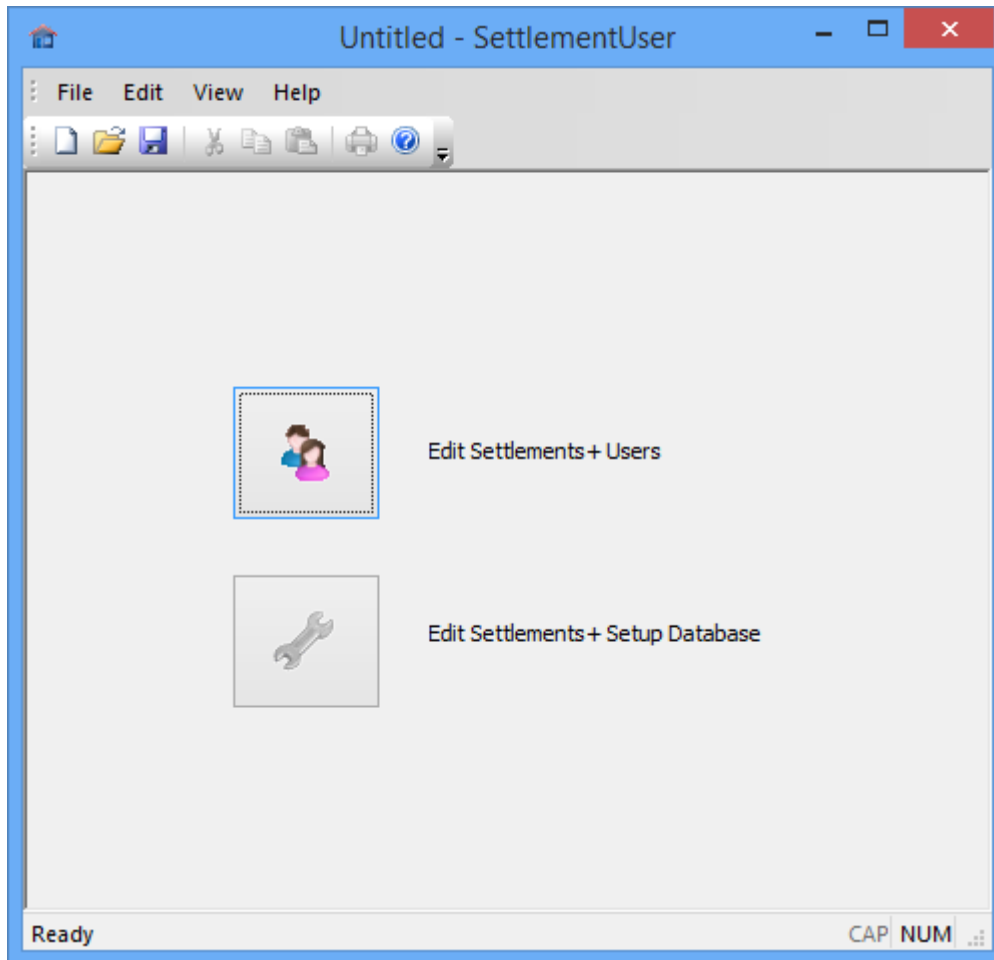 Untitled - SettlementUser
File Edit View Help
Edit Settlements+ Users
Edit Settlements+ Setup Database
Ready CAP NUM